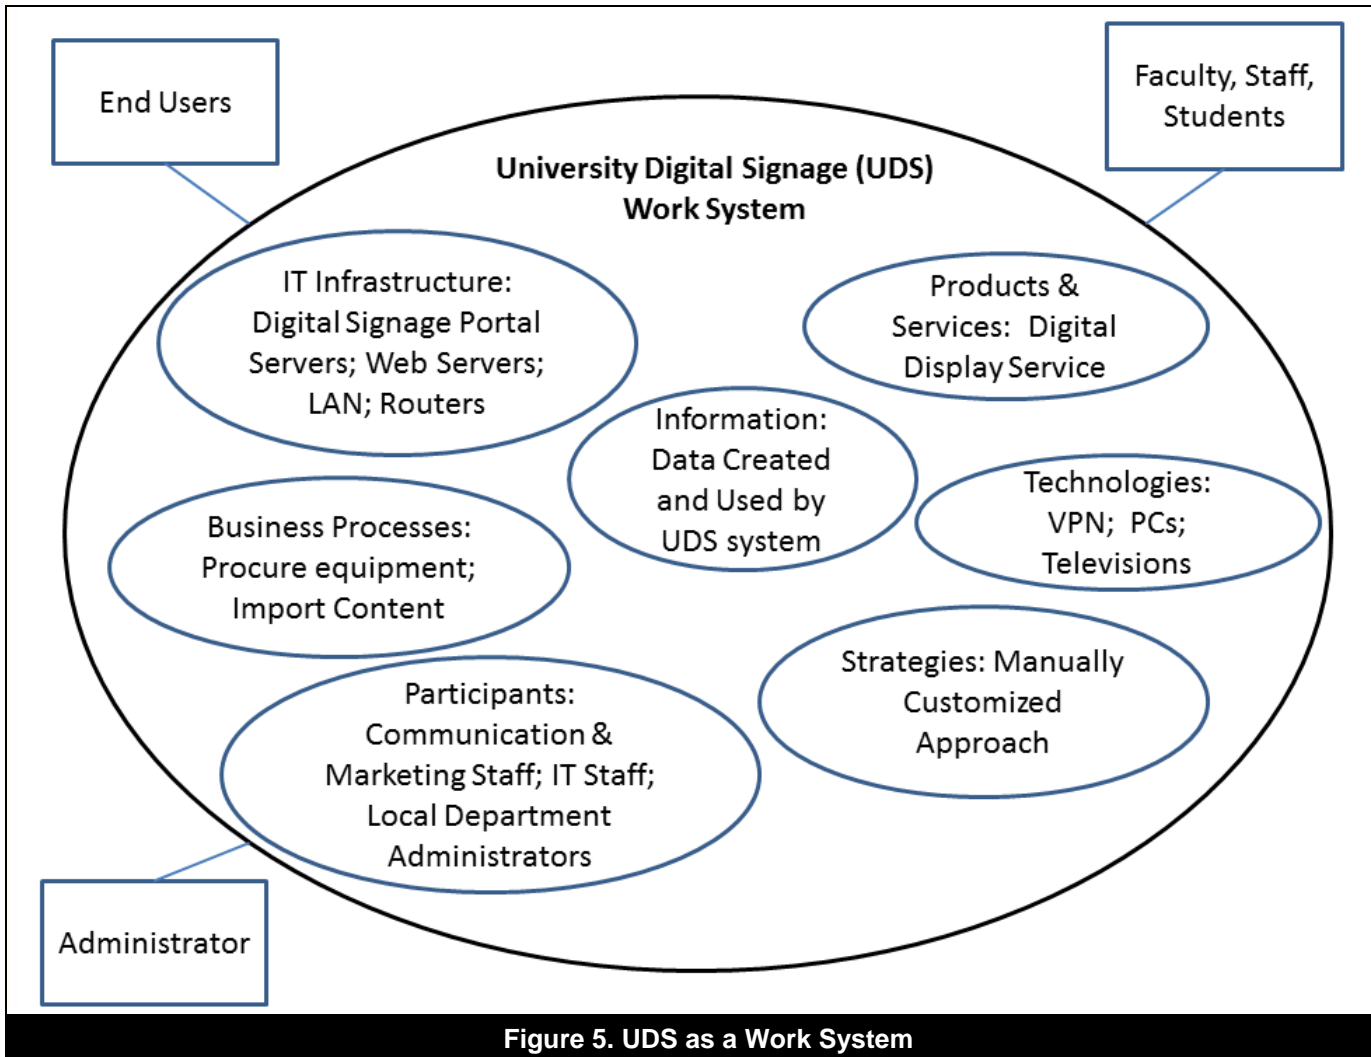 End Users
Faculty, Staff,
Students
University Digital Signage (UDS)
Work System
IT Infrastructure:
Digital Signage Portal
Servers; Web Servers;
LAN; Routers
Products &
Services: Digital
Display Service
Information:
Data Created
and Used by
UDS system
Technologies:
VPN; PCs;
Televisions
Business Processes:
Procure equipment;
Import Content
Strategies: Manually
Customized
Approach
Participants:
Communication &
Marketing Staff; IT Staff;
Local Department
Administrators
Administrator
Figure 5. UDS as a Work System